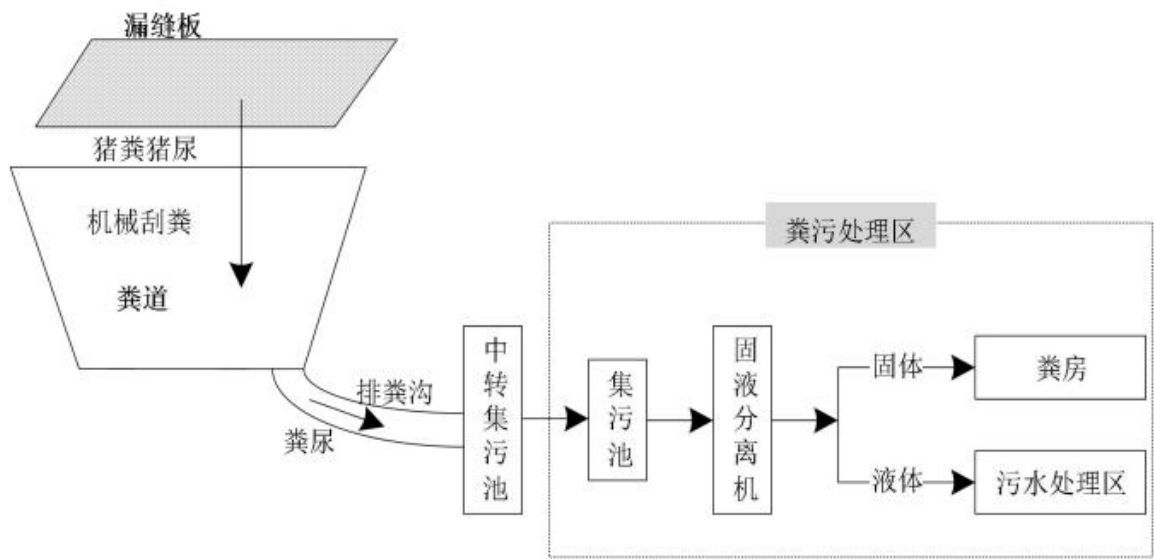 漏缝板
猪粪猪尿
机械刮粪
粪道
排粪沟
粪尿
中转集污池
粪污处理区
集污池
固液分离机
固体
粪房
液体
污水处理区